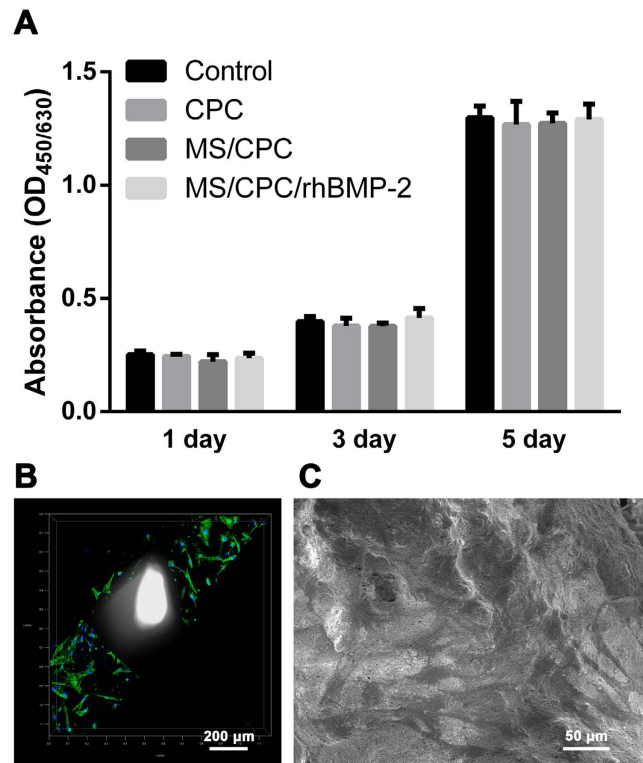 A
Absorbance (OD450/630)
1.5
1.0
0.5
0.0
Control
CPC
MS/CPC
MS/CPC/rhBMP-2
1 day
3 day
5 day
B
C
200 μm
50 μm